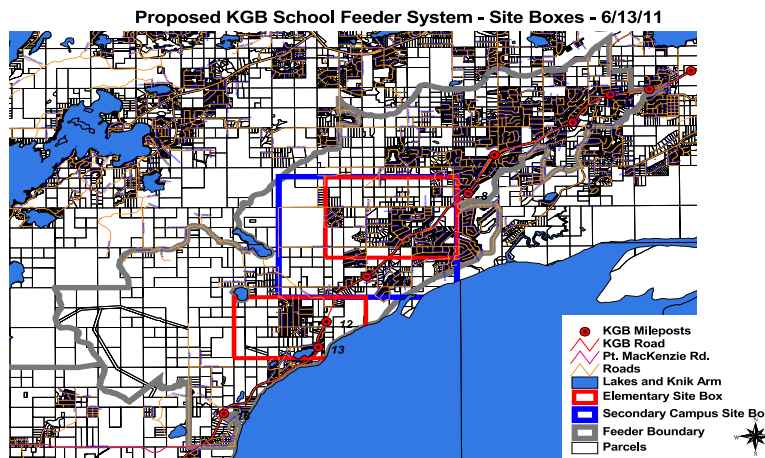 Proposed KGB School Feeder System - Site Boxes - 6/13/11
8
12
13
KGB Mileposts
KGB Road
Pt. MacKenzie Rd.
Roads
Lakes and Knik Arm
Elementary Site Box
Secondary Campus Site Bo
Feeder Boundary
Parcels
W
S